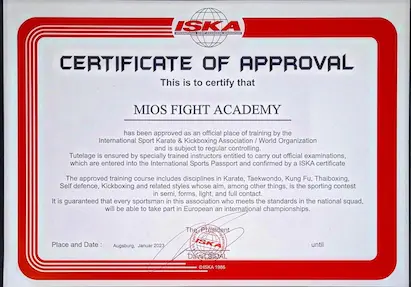 ISKA
CERTIFICATE OF APPROVAL
This is to certify that
MIOS FIGHT ACADEMY
has been approved as an official place of training by the
International Sport Karate & Kickboxing Association / World Organization
and is subject to regular controlling.
Tutelage is ensured by specially trained instructors entitled to carry out official examinations,
which are entered into the International Sports Passport and confirmed by a ISKA certificate
The approved training course includes disciplines in Karate, Taekwondo, Kung Fu, Thaiboxing,
Self defence, Kickboxing and related styles whose aim, among other things, is the sporting contest
in semi, forms, light; and full contact.
It is guaranteed that every sportsman in this association who meets the standards in the national squad,
will be able to take part in European an international championships.
The President
ISKA
Place and Date : Augsburg, Januar 2023 until
©ISKA 1986